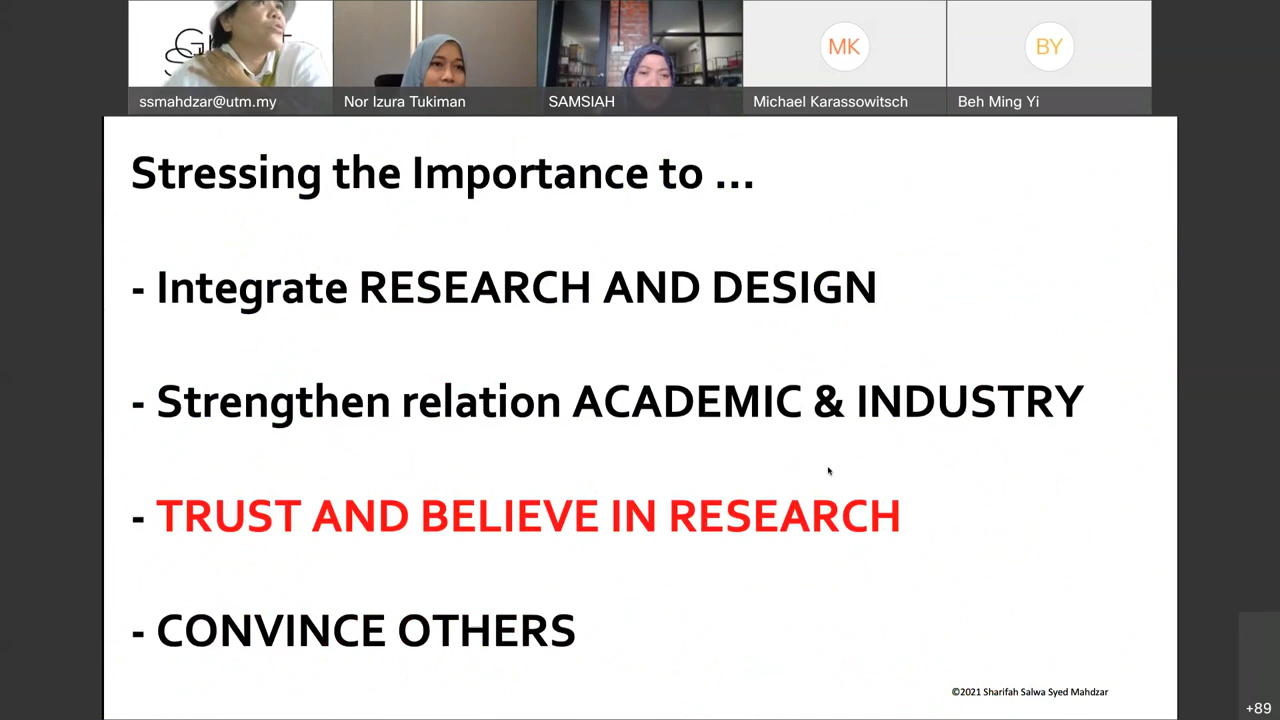 ssmahdzar@utm.my
Nor Izura Tukiman
SAMSIAH
MK
Michael Karassowitsch
BY
Beh Ming Yi
Stressing the Importance to ...
- Integrate RESEARCH AND DESIGN
- Strengthen relation ACADEMIC & INDUSTRY
- TRUST AND BELIEVE IN RESEARCH
- CONVINCE OTHERS
©2021 Sharifah Salwa Syed Mahdzar
+89